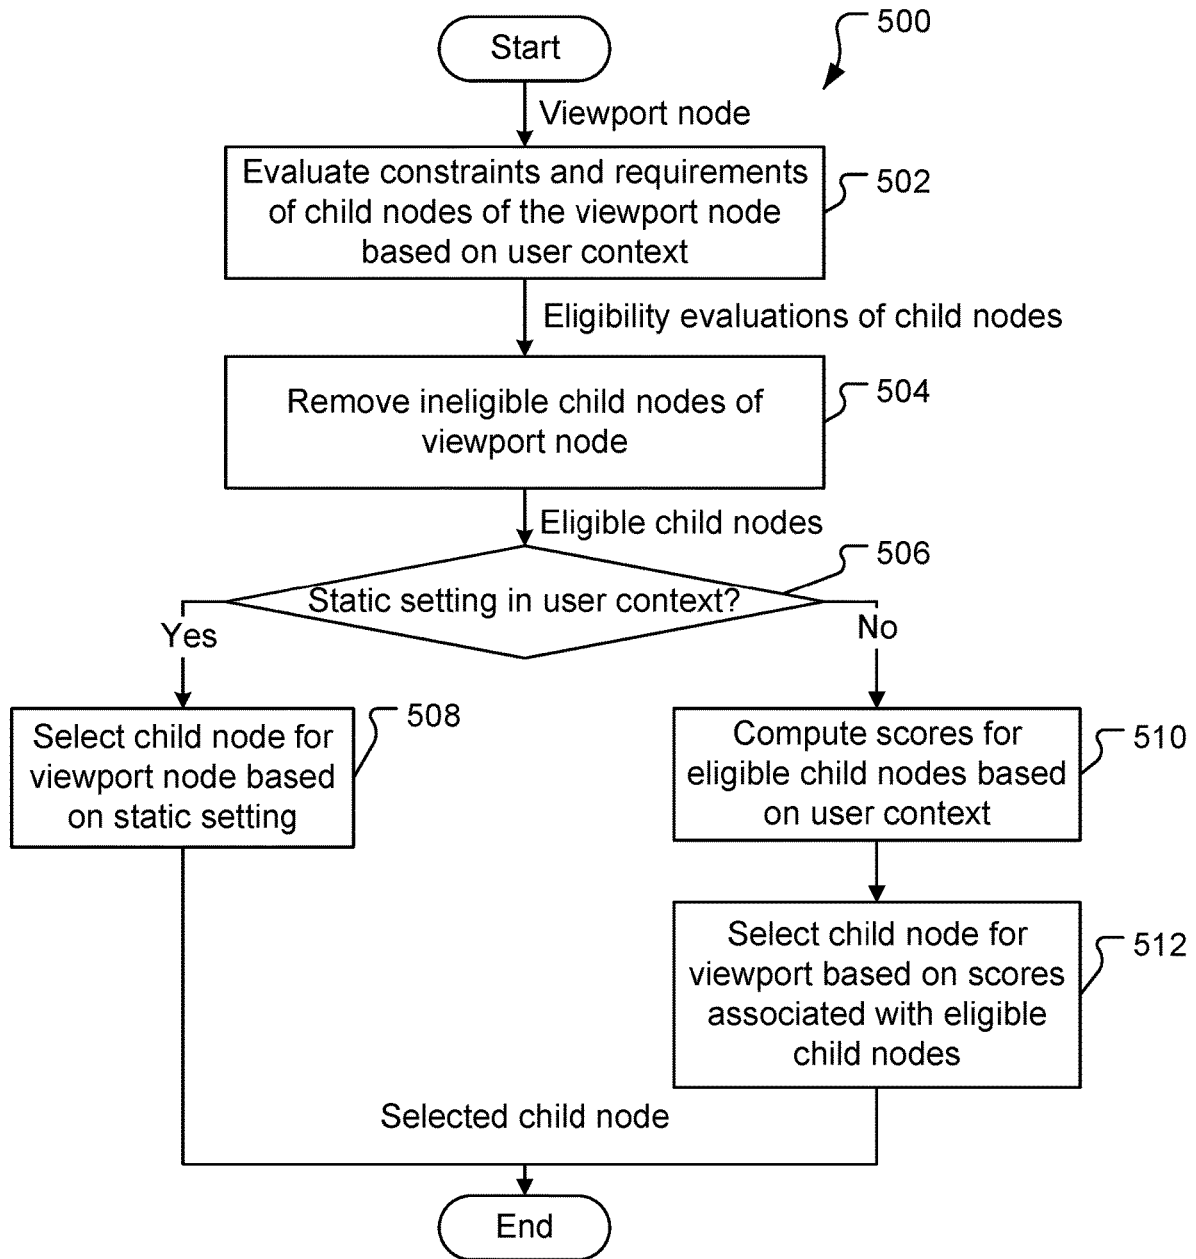 500
Start
Viewport node
Evaluate constraints and requirements
of child nodes of the viewport node
based on user context
502
Eligibility evaluations of child nodes
Remove ineligible child nodes of
viewport node
504
Eligible child nodes
506
Static setting in user context?
Yes
No
Select child node for
viewport node based
on static setting
508
Compute scores for
eligible child nodes based
on user context
510
Select child node for
viewport based on scores
associated with eligible
child nodes
512
Selected child node
End